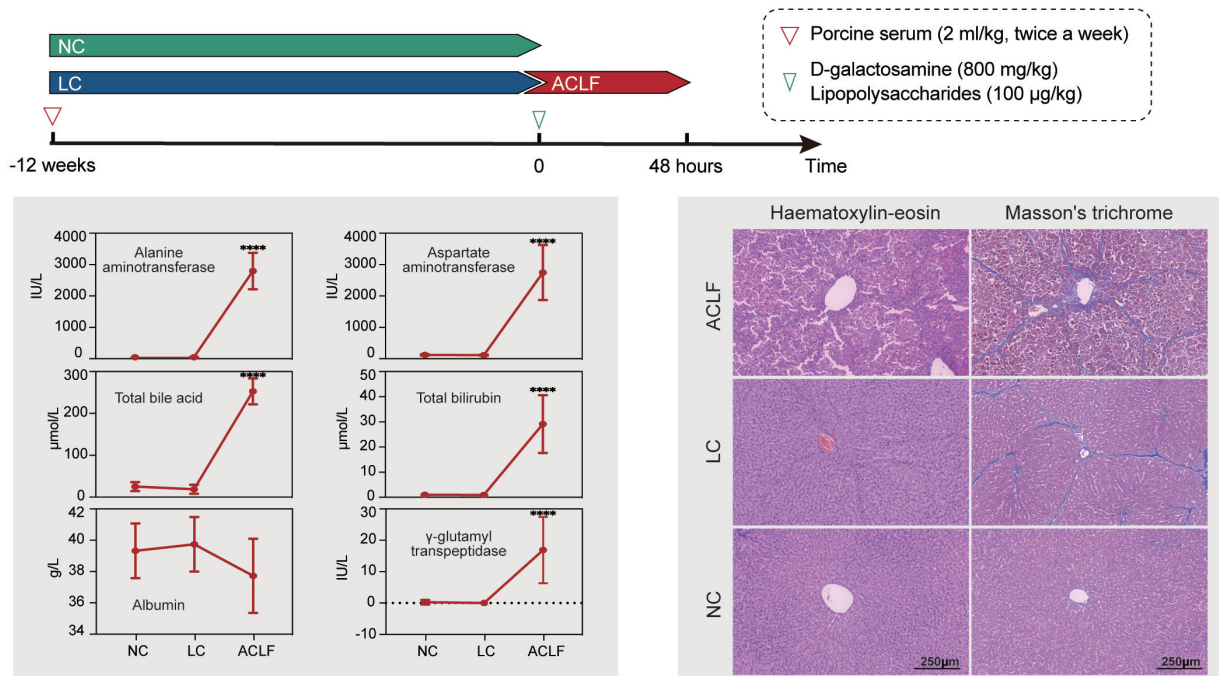 NC
LC
ACLF
-12 weeks
0
48 hours
Time
Porcine serum (2 ml/kg, twice a week)
D-galactosamine (800 mg/kg)
Lipopolysaccharides (100 µg/kg)
Alanine
aminotransferase
****
IU/L
4000
3000
2000
1000
0
Aspartate
aminotransferase
****
IU/L
4000
3000
2000
1000
0
Total bile acid
****
µmol/L
300
200
100
0
Total bilirubin
****
µmol/L
50
40
30
20
10
0
Albumin
g/L
42
40
38
36
34
NC
LC
ACLF
γ-glutamyl
transpeptidase
****
IU/L
30
20
10
0
-10
NC
LC
ACLF
Haematoxylin-eosin
Masson's trichrome
ACLF
LC
NC
250µm
250µm